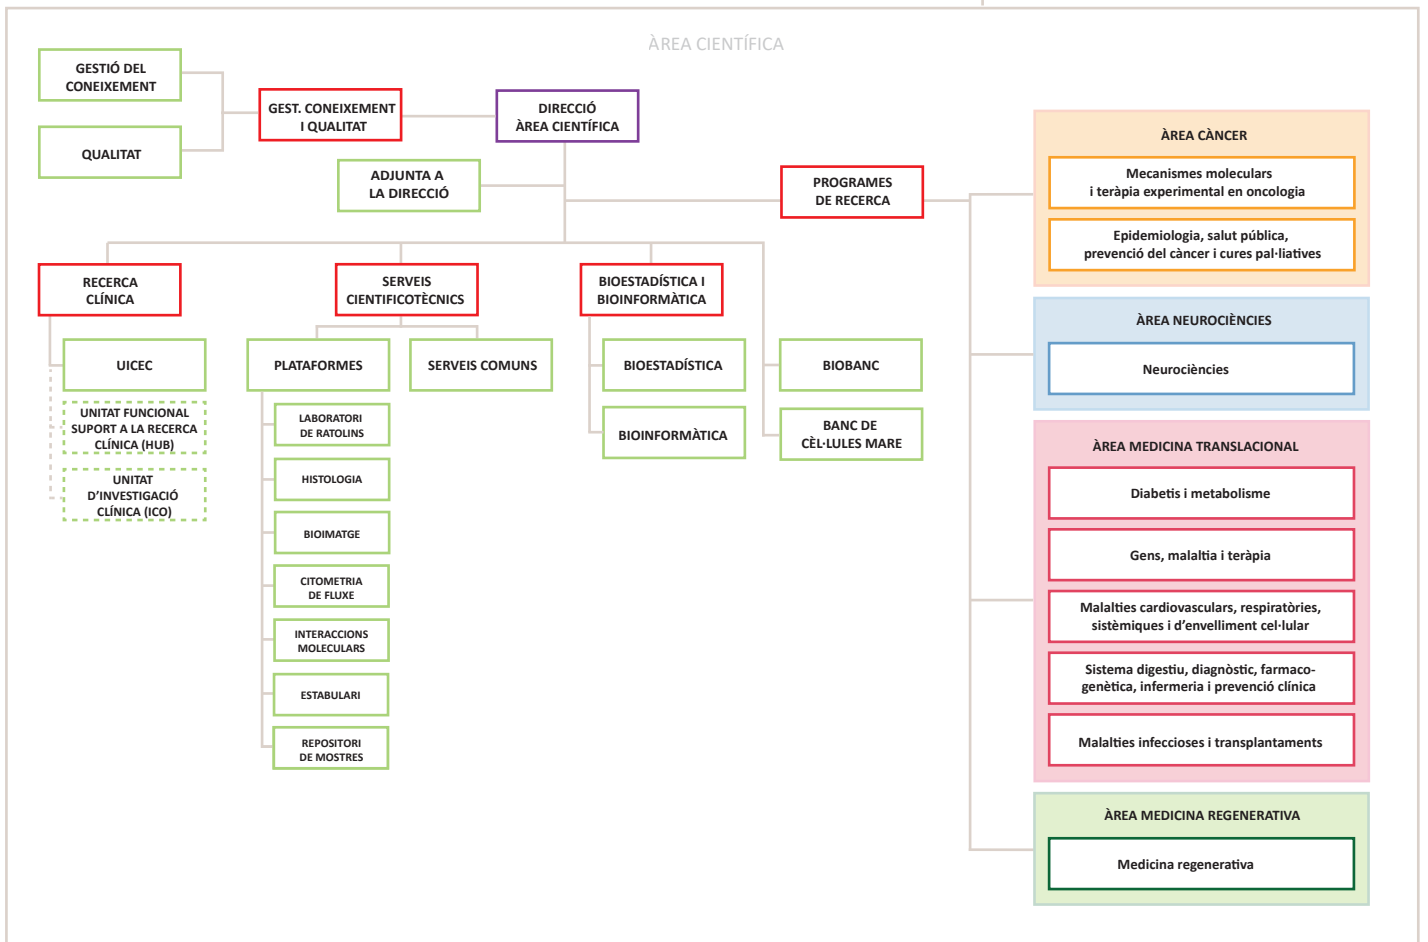 ÀREA CIENTÍFICA
GESTIÓ DEL
CONEIXEMENT
QUALITAT
GEST. CONEIXEMENT
I QUALITAT
DIRECCIÓ
ÀREA CIENTÍFICA
ADJUNTA A
LA DIRECCIÓ
PROGRAMES
DE RECERCA
RECERCA
CLÍNICA
UICEC
UNITAT FUNCIONAL
SUPORT A LA RECERCA
CLÍNICA (HUB)
UNITAT
D’INVESTIGACIÓ
CLÍNICA (ICO)
SERVEIS
CIENTIFICOTÈCNICS
PLATAFORMES
SERVEIS COMUNS
LABORATORI
DE RATOLINS
HISTOLOGIA
BIOIMATGE
CITOMETRIA
DE FLUXE
INTERACCIONS
MOLECULARS
ESTABULARI
REPOSITORI
DE MOSTRES
BIOESTADÍSTICA I
BIOINFORMÀTICA
BIOESTADÍSTICA
BIOINFORMÀTICA
BIOBANC
BANC DE
CÈL·LULES MARE
ÀREA CÀNCER
Mecanismes moleculars
i teràpia experimental en oncologia
Epidemiologia, salut pública,
prevenció del càncer i cures pal·liatives
ÀREA NEUROCIÈNCIES
Neurociències
ÀREA MEDICINA TRANSLACIONAL
Diabetis i metabolisme
Gens, malaltia i teràpia
Malalties cardiovasculars, respiratòries,
sistèmiques i d’envelliment cel·lular
Sistema digestiu, diagnòstic, farmaco-
genètica, infermeria i prevenció clínica
Malalties infeccioses i transplantaments
ÀREA MEDICINA REGENERATIVA
Medicina regenerativa